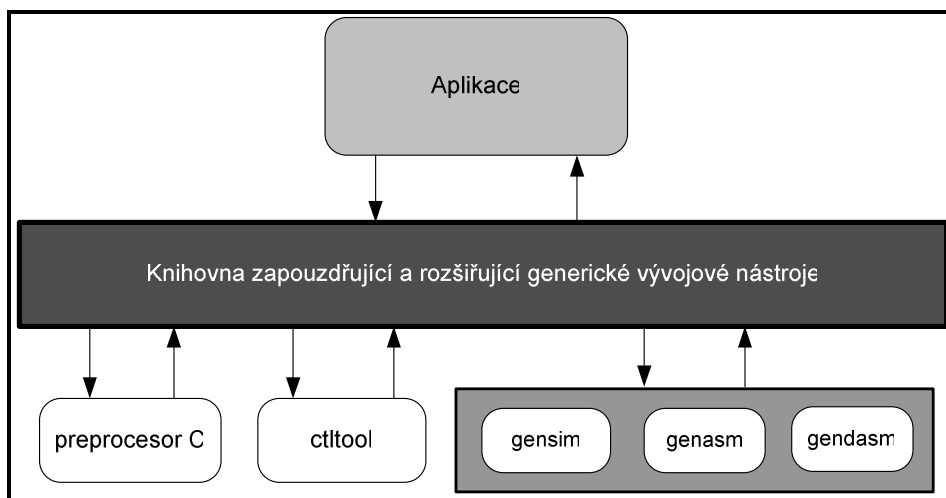 Aplikace
Knihovna zapouzdřující a rozšiřující generické vývojové nástroje
preprocesor C
ctltool
gensim
genasm
gendasm